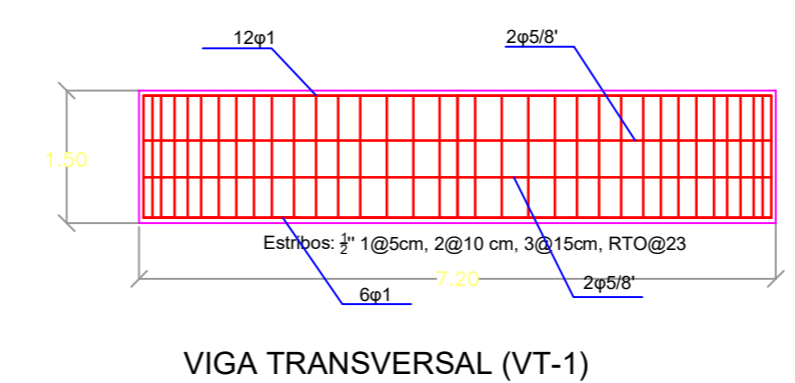 12φ1
2φ5/8'
1.50
Estribos: ½" 1@5cm, 2@10 cm, 3@15cm, RTO@23
7.20
2φ5/8'
6φ1
VIGA TRANSVERSAL (VT-1)